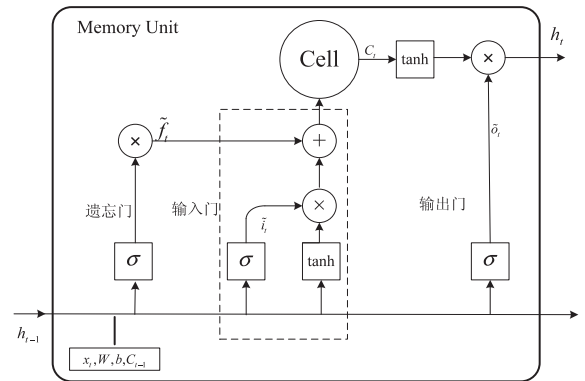 Memory Unit
Cell
C_t
tanh
×
h_t
×
f̃_t
+
õ_t
遗忘门
输入门
ĩ_t
×
输出门
σ
σ
tanh
σ
h_{t-1}
x_t,W,b,C_{t-1}